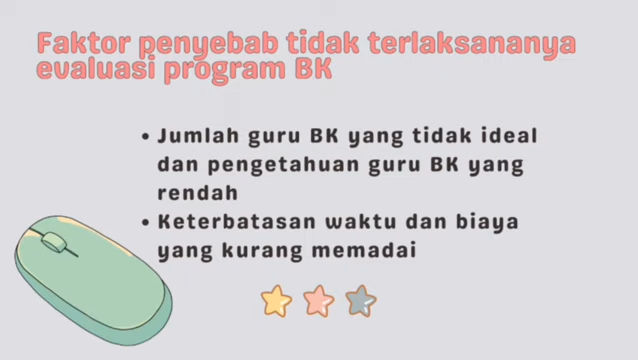 Faktor penyebab tidak terlaksananya
evaluasi program BK
• Jumlah guru BK yang tidak ideal
dan pengetahuan guru BK yang
rendah
• Keterbatasan waktu dan biaya
yang kurang memadai